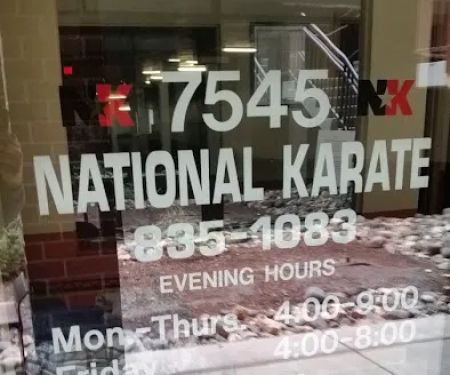 NK 7545 NK
NATIONAL KARATE
835-1083
EVENING HOURS
Mon.-Thurs. 4:00-9:00
Friday 4:00-8:00